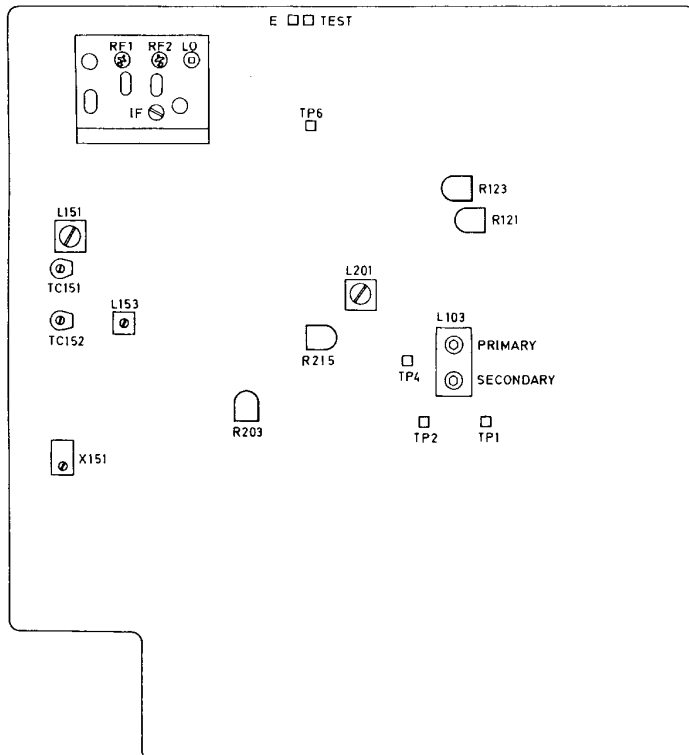 E TEST
RF1 RF2 LO
IF
TP6
R123
R121
L151
TC151
L201
L153
TC152
L103
PRIMARY
R215
TP4
SECONDARY
R203
TP2
TP1
X151